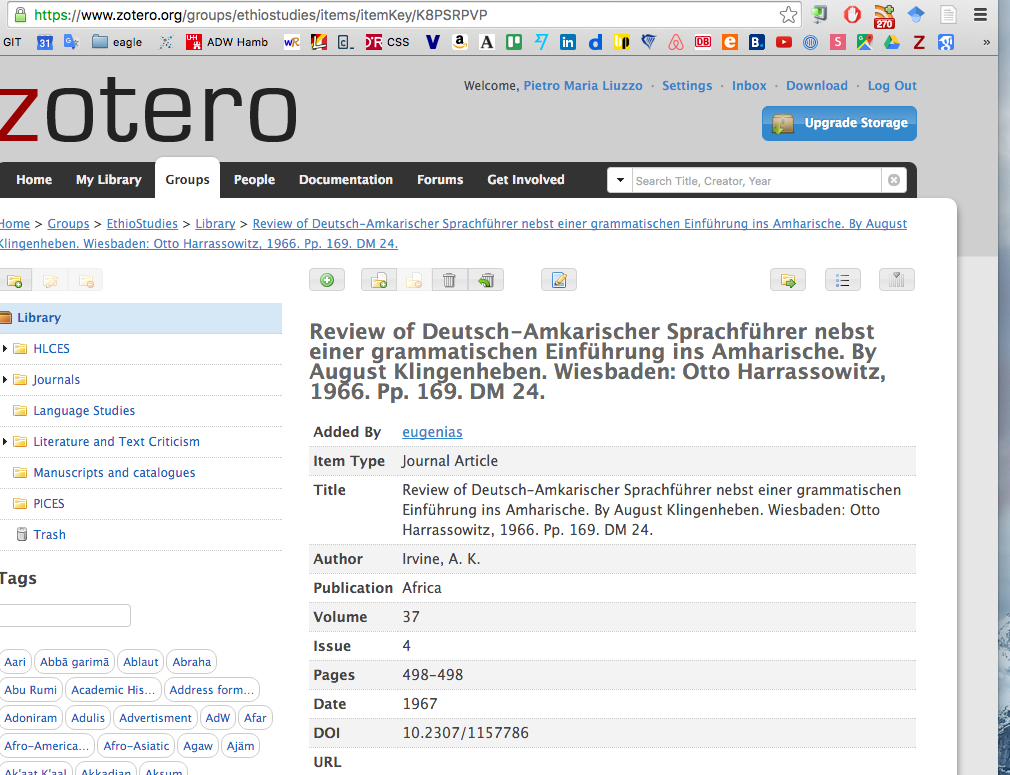 https://www.zotero.org/groups/ethiostudies/items/itemKey/K8PSRPVP
270
GIT 31 eagle ADW Hamb CSS »
zotero
Welcome, Pietro Maria Liuzzo · Settings · Inbox · Download · Log Out
Upgrade Storage
Home My Library Groups People Documentation Forums Get Involved Search Title, Creator, Year
Home > Groups > EthioStudies > Library > Review of Deutsch-Amkarischer Sprachführer nebst einer grammatischen Einführung ins Amharische. By August
Klingenheben. Wiesbaden: Otto Harrassowitz, 1966. Pp. 169. DM 24.
Library
HLCES
Journals
Language Studies
Literature and Text Criticism
Manuscripts and catalogues
PICES
Trash
Tags
Aari Abbā garimā Ablaut Abraha
Abu Rumi Academic His... Address form...
Adoniram Adulis Advertisment AdW Afar
Afro-America... Afro-Asiatic Agaw Ajäm
Ak'aat K'aal Akkadian Aksum
Review of Deutsch-Amkarischer Sprachführer nebst
einer grammatischen Einführung ins Amharische. By
August Klingenheben. Wiesbaden: Otto Harrassowitz,
1966. Pp. 169. DM 24.
Added By eugenias
Item Type Journal Article
Title Review of Deutsch-Amkarischer Sprachführer nebst einer grammatischen
Einführung ins Amharische. By August Klingenheben. Wiesbaden: Otto
Harrassowitz, 1966. Pp. 169. DM 24.
Author Irvine, A. K.
Publication Africa
Volume 37
Issue 4
Pages 498-498
Date 1967
DOI 10.2307/1157786
URL